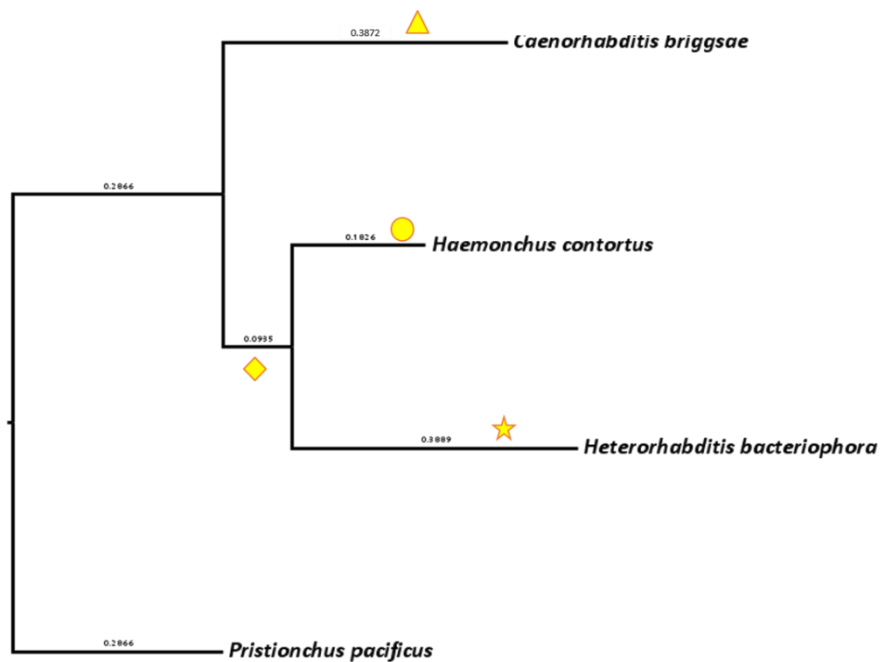 0.3872
Caenorhabditis briggsae
0.2866
0.1826
Haemonchus contortus
0.0935
0.3889
Heterorhabditis bacteriophora
0.2866
Pristionchus pacificus